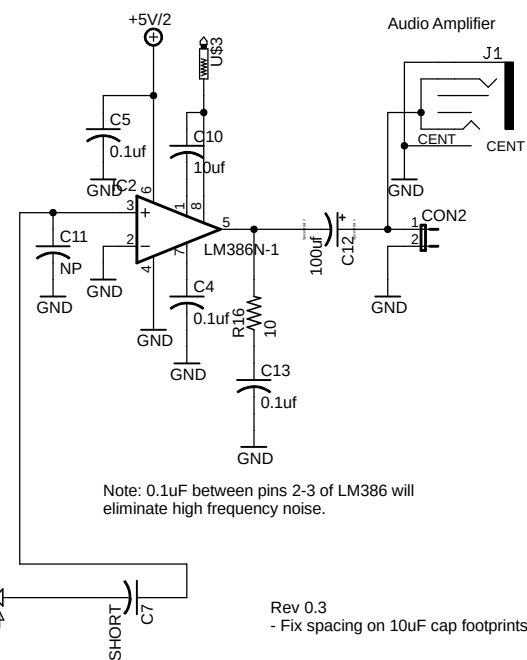 Audio Amplifier
+5V/2
U$3
J1
C5
0.1uf
C10
10uf
CENT
CENT
GND
IC2
6
1
8
GND
3
+
5
CON2
1
2
C11
NP
2
-
LM386N-1
100uf
+
C12
4
7
GND
GND
C4
0.1uf
R16
10
GND
GND
GND
C13
0.1uf
GND
Note: 0.1uF between pins 2-3 of LM386 will
eliminate high frequency noise.
SHORT
C7
Rev 0.3
- Fix spacing on 10uF cap footprints